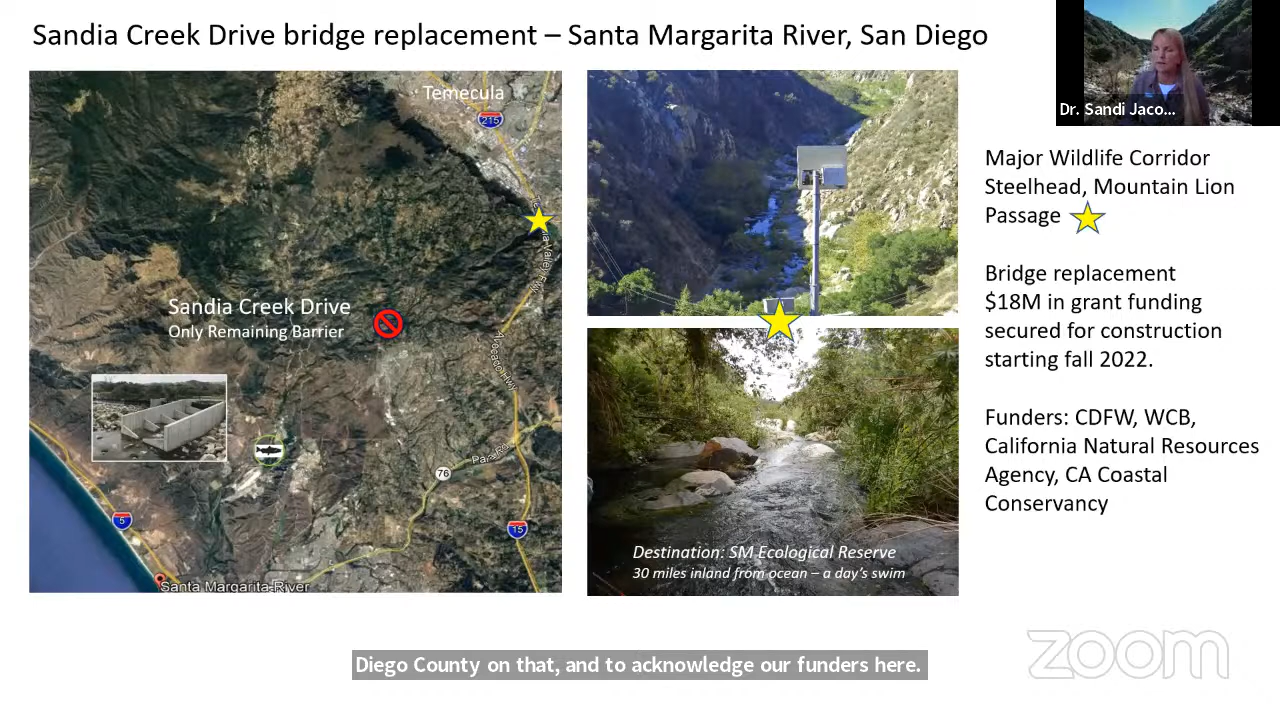 Sandia Creek Drive bridge replacement – Santa Margarita River, San Diego
Dr. Sandi Jaco...
Temecula
215
Sandia Creek Drive
Only Remaining Barrier
Avocado Hwy
Pala Rd
76
5
15
Santa Margarita River
Destination: SM Ecological Reserve
30 miles inland from ocean – a day's swim
Major Wildlife Corridor
Steelhead, Mountain Lion
Passage
Bridge replacement
$18M in grant funding
secured for construction
starting fall 2022.
Funders: CDFW, WCB,
California Natural Resources
Agency, CA Coastal
Conservancy
Diego County on that, and to acknowledge our funders here.
zoom